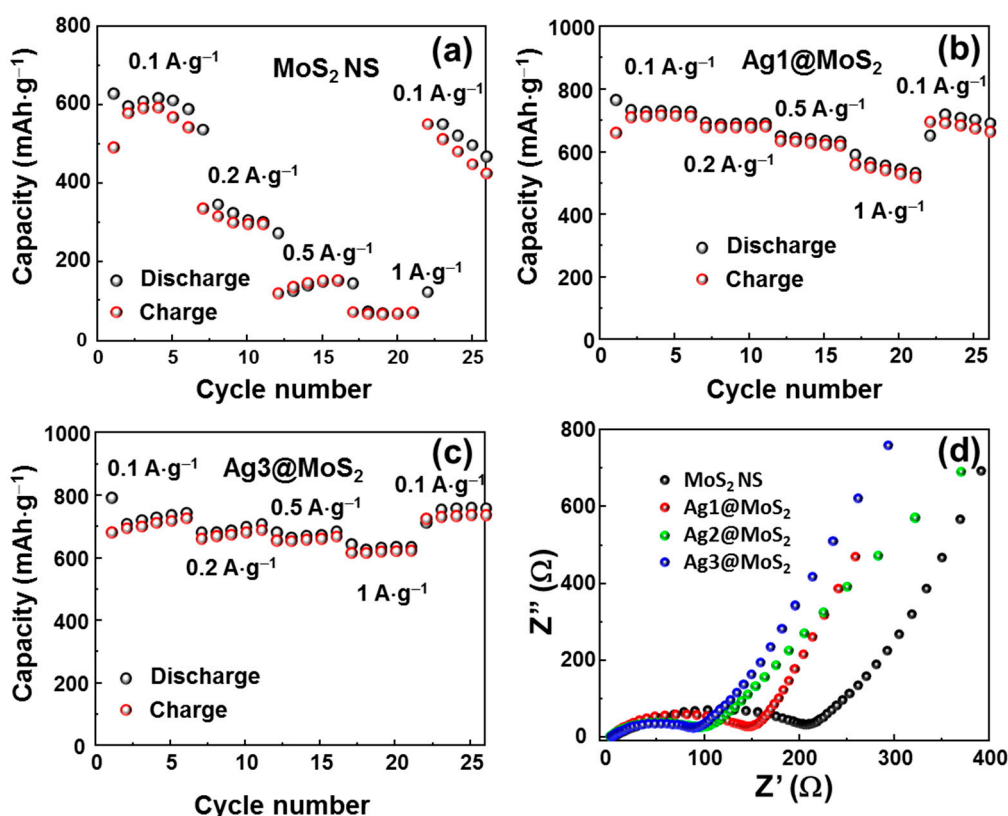 (a)
MoS₂ NS
0.1 A·g⁻¹
0.2 A·g⁻¹
0.5 A·g⁻¹
1 A·g⁻¹
0.1 A·g⁻¹
Discharge
Charge
Capacity (mAh·g⁻¹)
800
600
400
200
0
0 5 10 15 20 25
Cycle number
(b)
Ag1@MoS₂
0.1 A·g⁻¹
0.2 A·g⁻¹
0.5 A·g⁻¹
1 A·g⁻¹
0.1 A·g⁻¹
Discharge
Charge
Capacity (mAh·g⁻¹)
1000
800
600
400
200
0
0 5 10 15 20 25
Cycle number
(c)
Ag3@MoS₂
0.1 A·g⁻¹
0.2 A·g⁻¹
0.5 A·g⁻¹
1 A·g⁻¹
0.1 A·g⁻¹
Discharge
Charge
Capacity (mAh·g⁻¹)
1000
800
600
400
200
0
0 5 10 15 20 25
Cycle number
(d)
MoS₂ NS
Ag1@MoS₂
Ag2@MoS₂
Ag3@MoS₂
Z'' (Ω)
800
600
400
200
0
0 100 200 300 400
Z' (Ω)